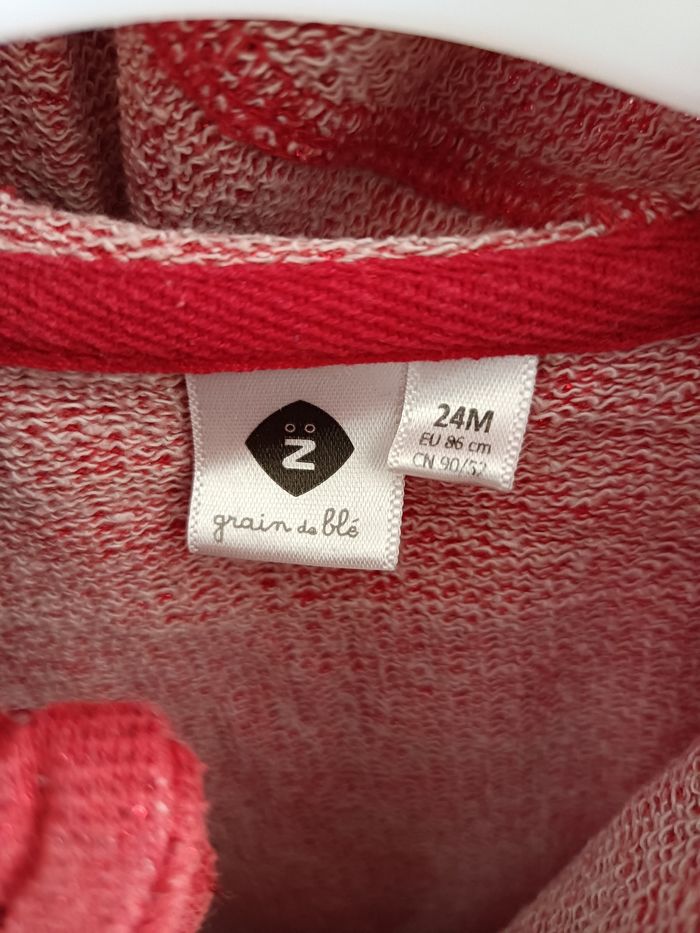 Z
grain de blé
24M
EU 86 cm
CN 90/52